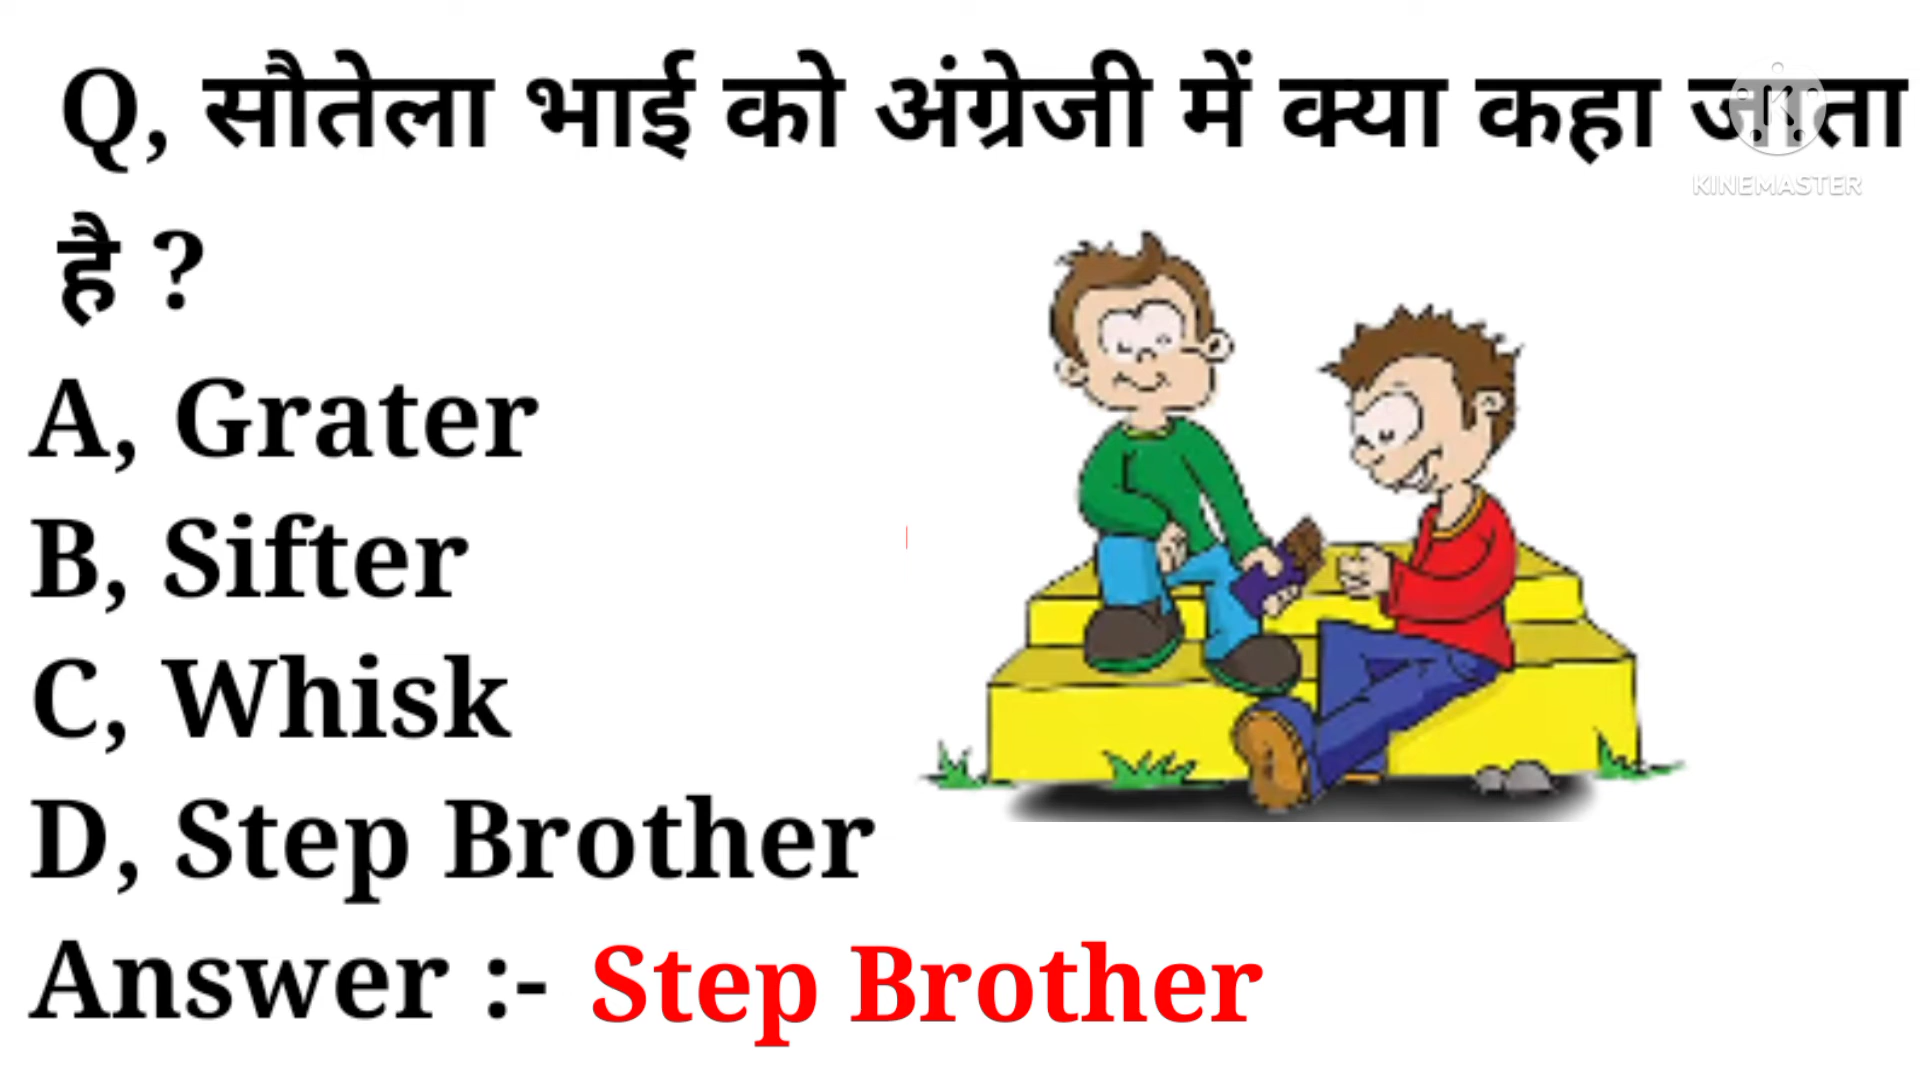 Q, सौतेला भाई को अंग्रेजी में क्या कहा जाता
है ?
KINEMASTER
A, Grater
B, Sifter
C, Whisk
D, Step Brother
Answer :- Step Brother